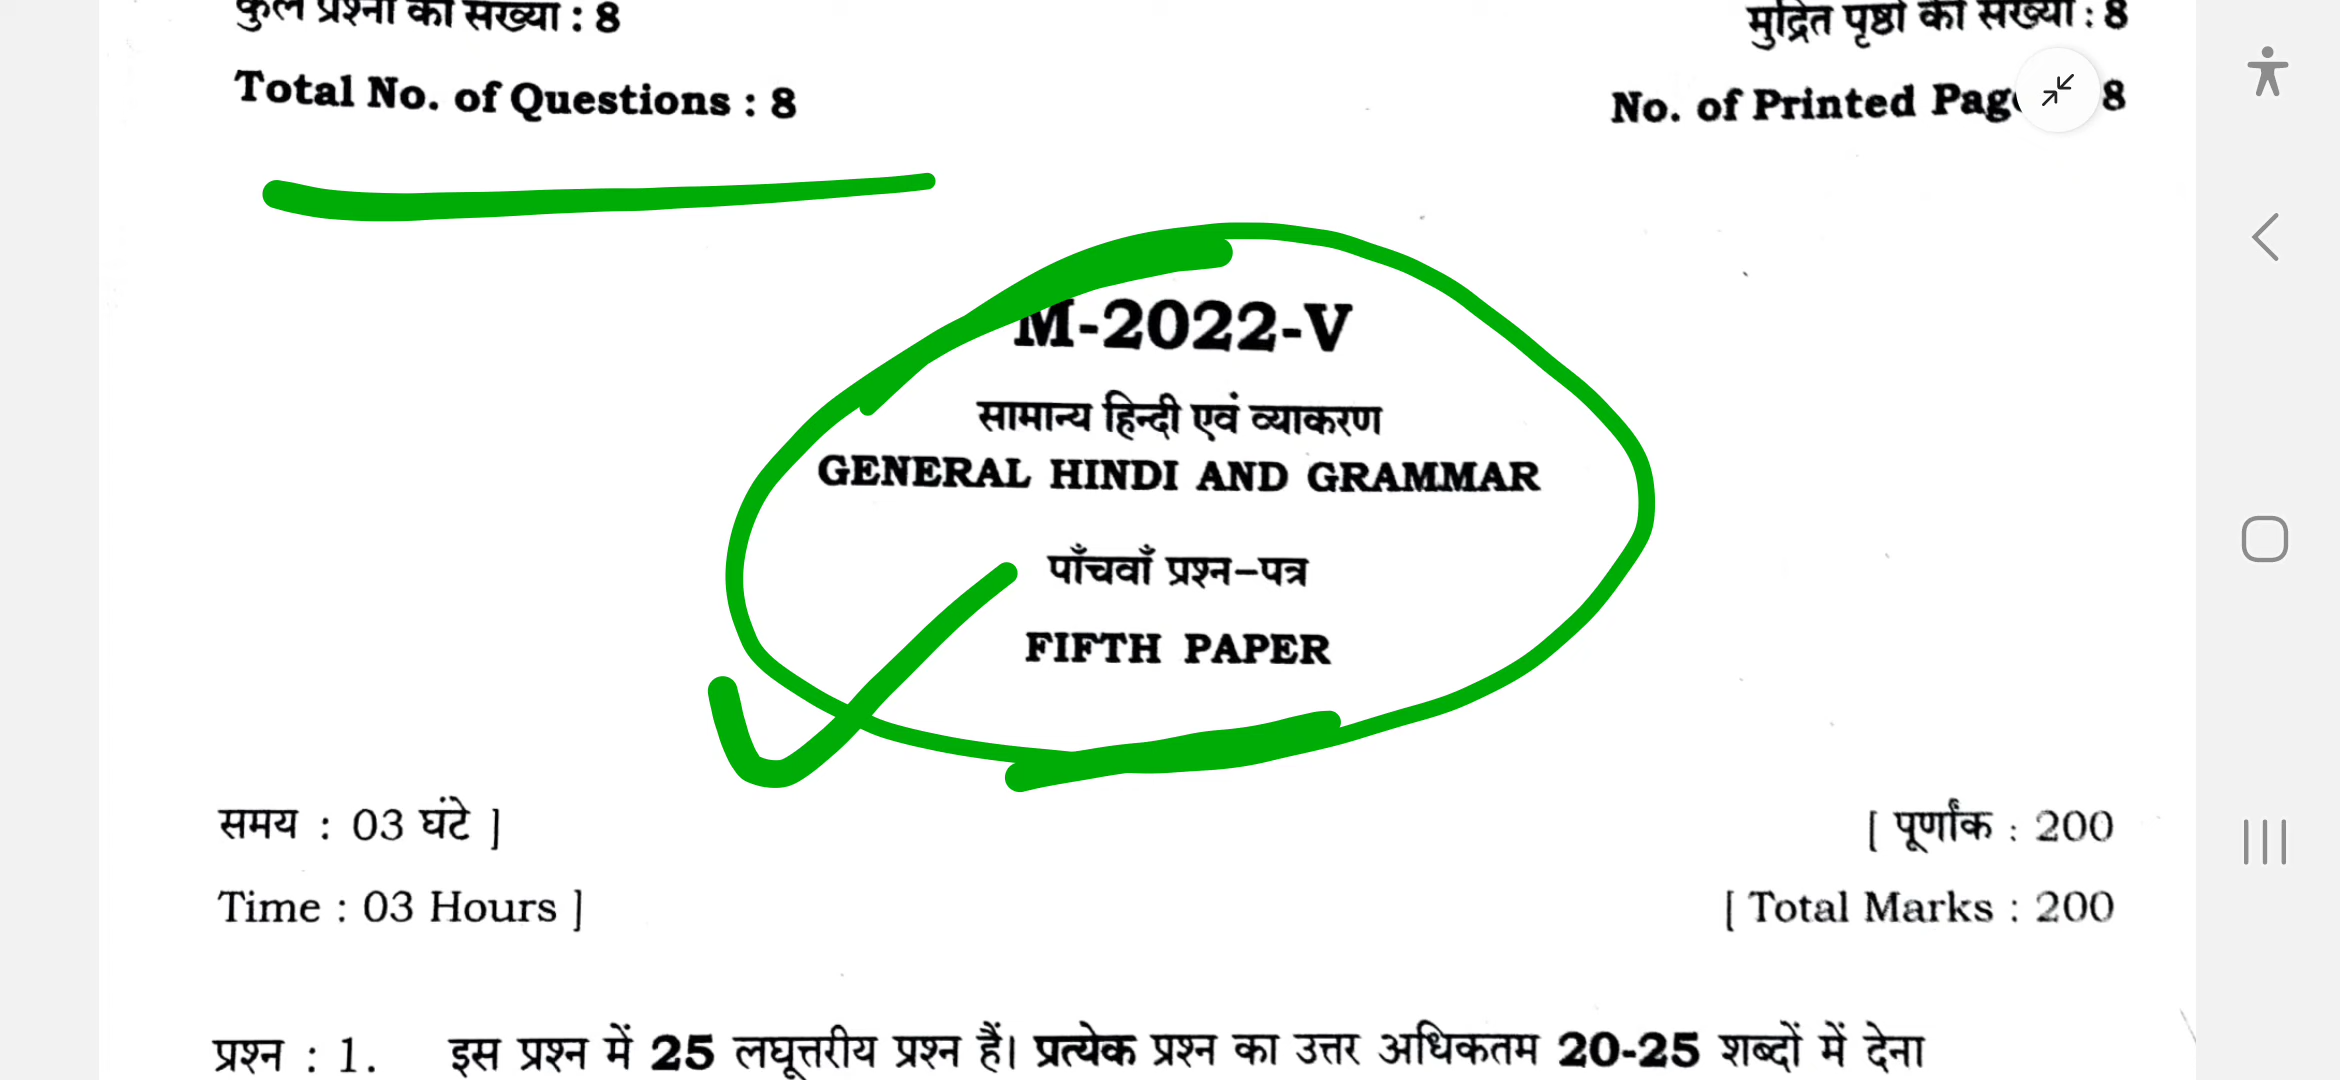 कुल प्रश्नों की संख्या : 8
मुद्रित पृष्ठों की संख्या : 8
Total No. of Questions : 8
No. of Printed Pag 8
M-2022-V
सामान्य हिन्दी एवं व्याकरण
GENERAL HINDI AND GRAMMAR
पाँचवाँ प्रश्न-पत्र
FIFTH PAPER
समय : 03 घंटे ]
[ पूर्णांक : 200
Time : 03 Hours ]
[ Total Marks : 200
प्रश्न : 1. इस प्रश्न में 25 लघूत्तरीय प्रश्न हैं। प्रत्येक प्रश्न का उत्तर अधिकतम 20-25 शब्दों में देना